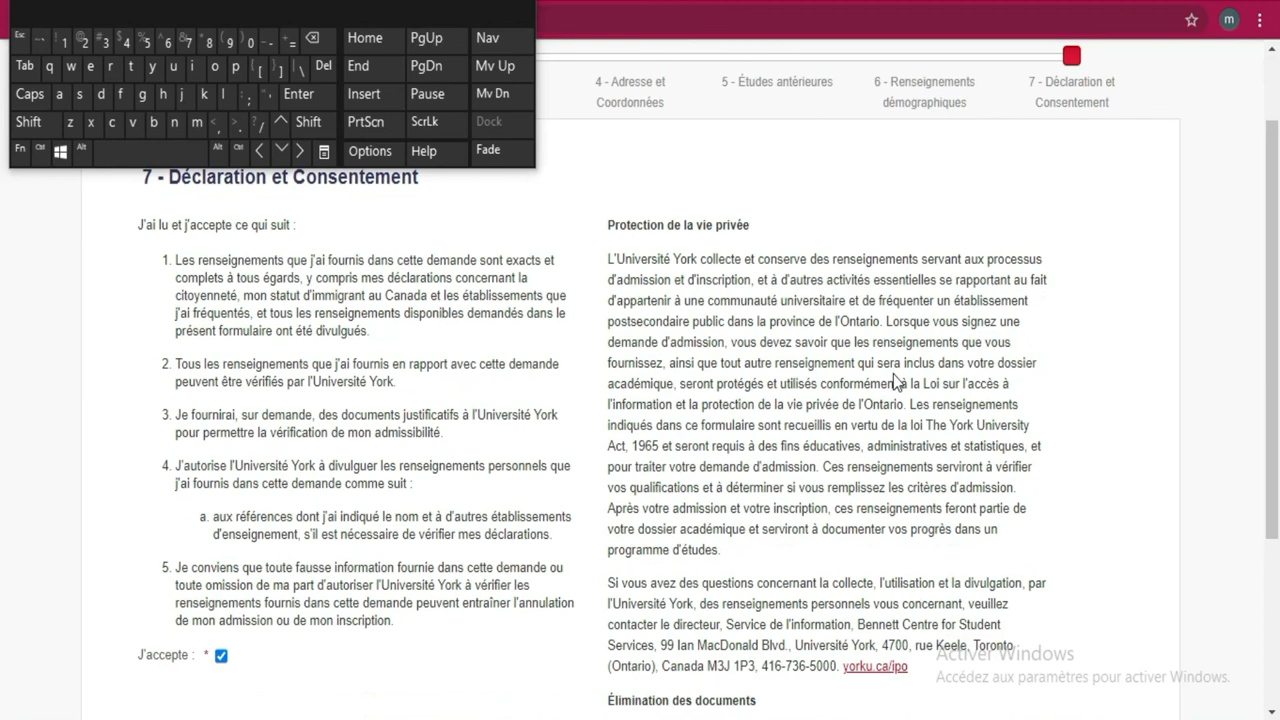 m
Esc ~ ` ! 1 @ 2 # 3 $ 4 % 5 ^ 6 & 7 * 8 ( 9 ) 0 _ - + = Home PgUp Nav
Tab q w e r t y u i o p { [ } ] | \ Del End PgDn Mv Up
Caps a s d f g h j k l : ; " ' Enter Insert Pause Mv Dn
Shift z x c v b n m < , > . ? / Shift PrtScn ScrLk Dock
Fn Ctrl Alt Alt Ctrl Options Help Fade
4 - Adresse et
Coordonnées
5 - Études antérieures
6 - Renseignements
démographiques
7 - Déclaration et
Consentement
7 - Déclaration et Consentement
J'ai lu et j'accepte ce qui suit :
1. Les renseignements que j'ai fournis dans cette demande sont exacts et
complets à tous égards, y compris mes déclarations concernant la
citoyenneté, mon statut d'immigrant au Canada et les établissements que
j'ai fréquentés, et tous les renseignements disponibles demandés dans le
présent formulaire ont été divulgués.
2. Tous les renseignements que j'ai fournis en rapport avec cette demande
peuvent être vérifiés par l'Université York.
3. Je fournirai, sur demande, des documents justificatifs à l'Université York
pour permettre la vérification de mon admissibilité.
4. J'autorise l'Université York à divulguer les renseignements personnels que
j'ai fournis dans cette demande comme suit :
a. aux références dont j'ai indiqué le nom et à d'autres établissements
d'enseignement, s'il est nécessaire de vérifier mes déclarations.
5. Je conviens que toute fausse information fournie dans cette demande ou
toute omission de ma part d'autoriser l'Université York à vérifier les
renseignements fournis dans cette demande peuvent entraîner l'annulation
de mon admission ou de mon inscription.
J'accepte : *
Protection de la vie privée
L'Université York collecte et conserve des renseignements servant aux processus
d'admission et d'inscription, et à d'autres activités essentielles se rapportant au fait
d'appartenir à une communauté universitaire et de fréquenter un établissement
postsecondaire public dans la province de l'Ontario. Lorsque vous signez une
demande d'admission, vous devez savoir que les renseignements que vous
fournissez, ainsi que tout autre renseignement qui sera inclus dans votre dossier
académique, seront protégés et utilisés conformément à la Loi sur l'accès à
l'information et la protection de la vie privée de l'Ontario. Les renseignements
indiqués dans ce formulaire sont recueillis en vertu de la loi The York University
Act, 1965 et seront requis à des fins éducatives, administratives et statistiques, et
pour traiter votre demande d'admission. Ces renseignements serviront à vérifier
vos qualifications et à déterminer si vous remplissez les critères d'admission.
Après votre admission et votre inscription, ces renseignements feront partie de
votre dossier académique et serviront à documenter vos progrès dans un
programme d'études.
Si vous avez des questions concernant la collecte, l'utilisation et la divulgation, par
l'Université York, des renseignements personnels vous concernant, veuillez
contacter le directeur, Service de l'information, Bennett Centre for Student
Services, 99 Ian MacDonald Blvd., Université York, 4700, rue Keele, Toronto
(Ontario), Canada M3J 1P3, 416-736-5000. yorku.ca/ipo
Élimination des documents
Activer Windows
Accédez aux paramètres pour activer Windows.